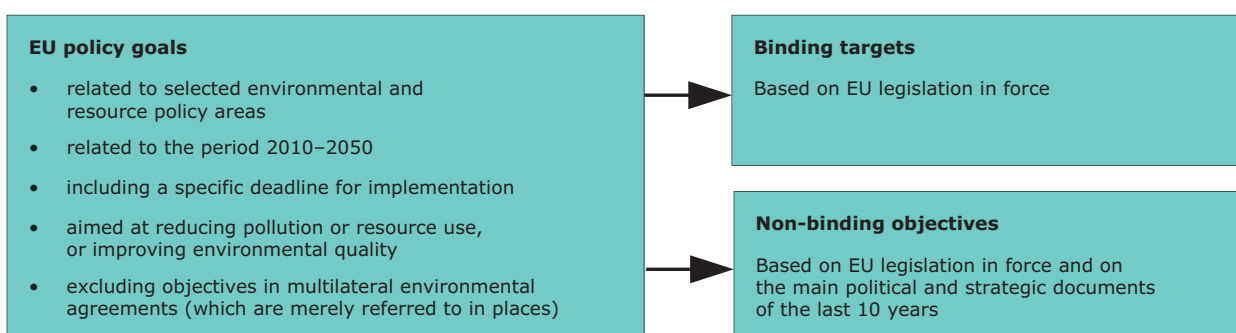 EU policy goals
• related to selected environmental and
resource policy areas
• related to the period 2010–2050
• including a specific deadline for implementation
• aimed at reducing pollution or resource use,
or improving environmental quality
• excluding objectives in multilateral environmental
agreements (which are merely referred to in places)
Binding targets
Based on EU legislation in force
Non-binding objectives
Based on EU legislation in force and on
the main political and strategic documents
of the last 10 years